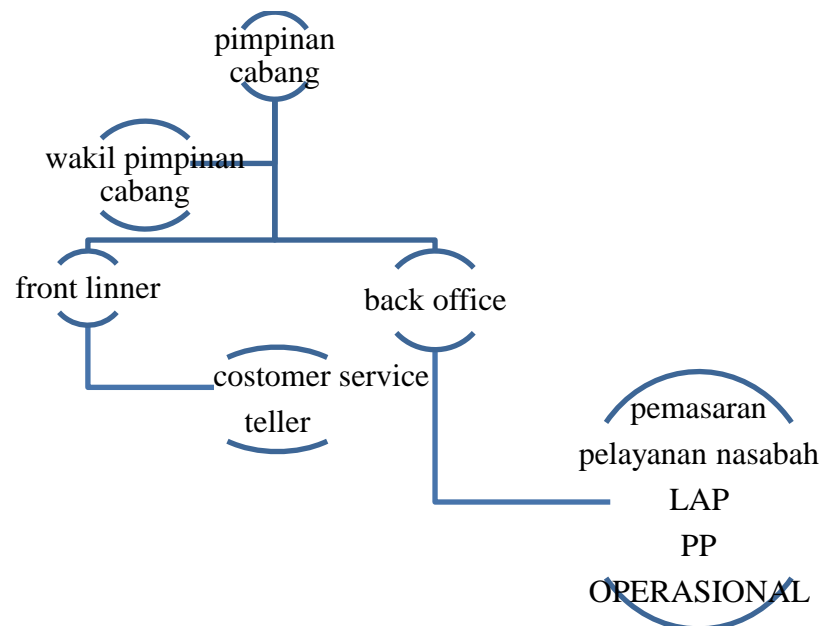 pimpinan
cabang
wakil pimpinan
cabang
front linner
back office
costomer service
teller
pemasaran
pelayanan nasabah
LAP
PP
OPERASIONAL